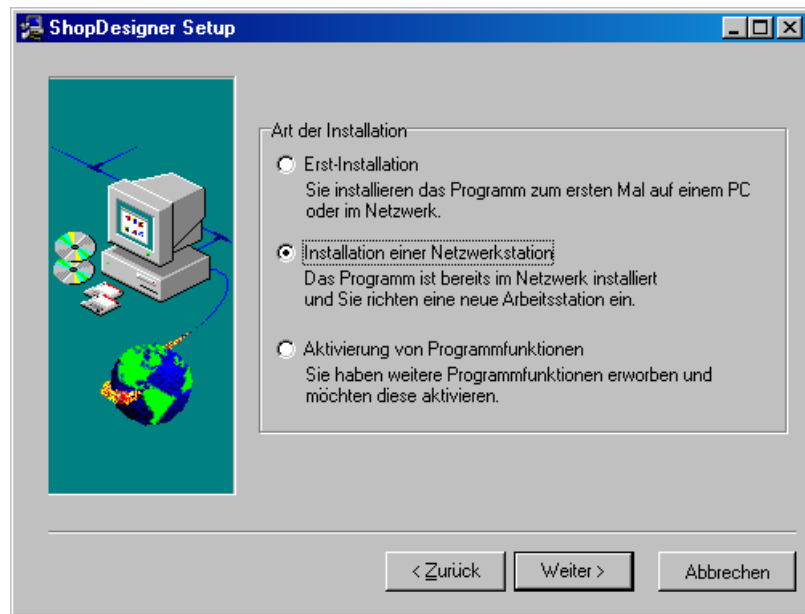 ShopDesigner Setup
Art der Installation
Erst-Installation
Sie installieren das Programm zum ersten Mal auf einem PC
oder im Netzwerk.
Installation einer Netzwerkstation
Das Programm ist bereits im Netzwerk installiert
und Sie richten eine neue Arbeitsstation ein.
Aktivierung von Programmfunktionen
Sie haben weitere Programmfunktionen erworben und
möchten diese aktivieren.
< Zurück Weiter > Abbrechen